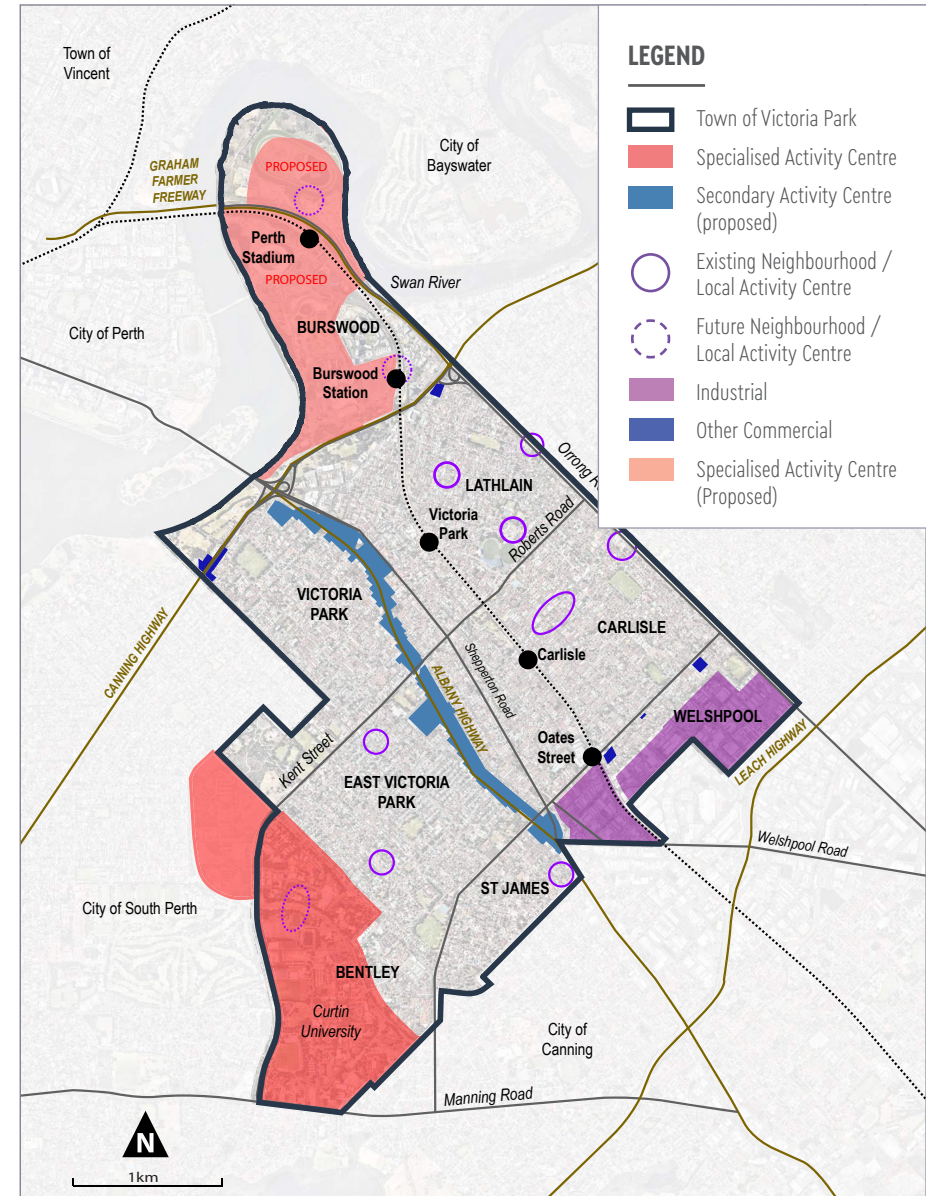 Town of
Vincent
City of
Bayswater
GRAHAM
FARMER
FREEWAY
PROPOSED
Perth
Stadium
PROPOSED
Swan River
City of Perth
BURSWOOD
Burswood
Station
LATHLAIN
Orrong
Victoria
Park
Roberts Road
VICTORIA
PARK
CARLISLE
Carlisle
CANNING HIGHWAY
Shepperton Road
ALBANY HIGHWAY
WELSHPOOL
Oates
Street
LEACH HIGHWAY
Kent Street
EAST VICTORIA
PARK
Welshpool Road
ST JAMES
City of South Perth
BENTLEY
Curtin
University
City of
Canning
Manning Road
N
1km
LEGEND
Town of Victoria Park
Specialised Activity Centre
Secondary Activity Centre
(proposed)
Existing Neighbourhood /
Local Activity Centre
Future Neighbourhood /
Local Activity Centre
Industrial
Other Commercial
Specialised Activity Centre
(Proposed)